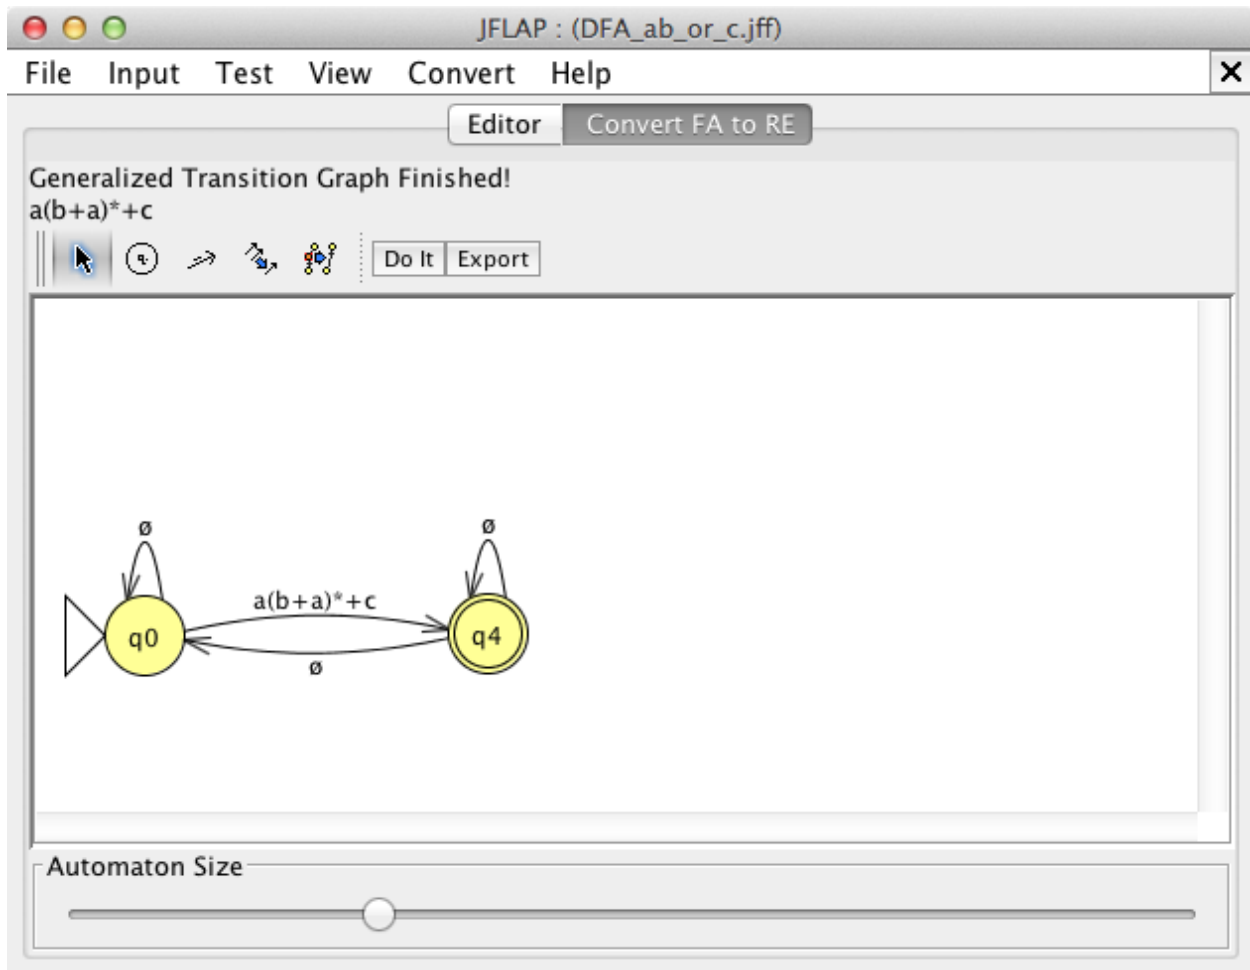 JFLAP : (DFA_ab_or_c.jff)
File Input Test View Convert Help
Editor Convert FA to RE
Generalized Transition Graph Finished!
a(b+a)*+c
Do It Export
ø ø
a(b+a)*+c
q0 q4
ø
Automaton Size